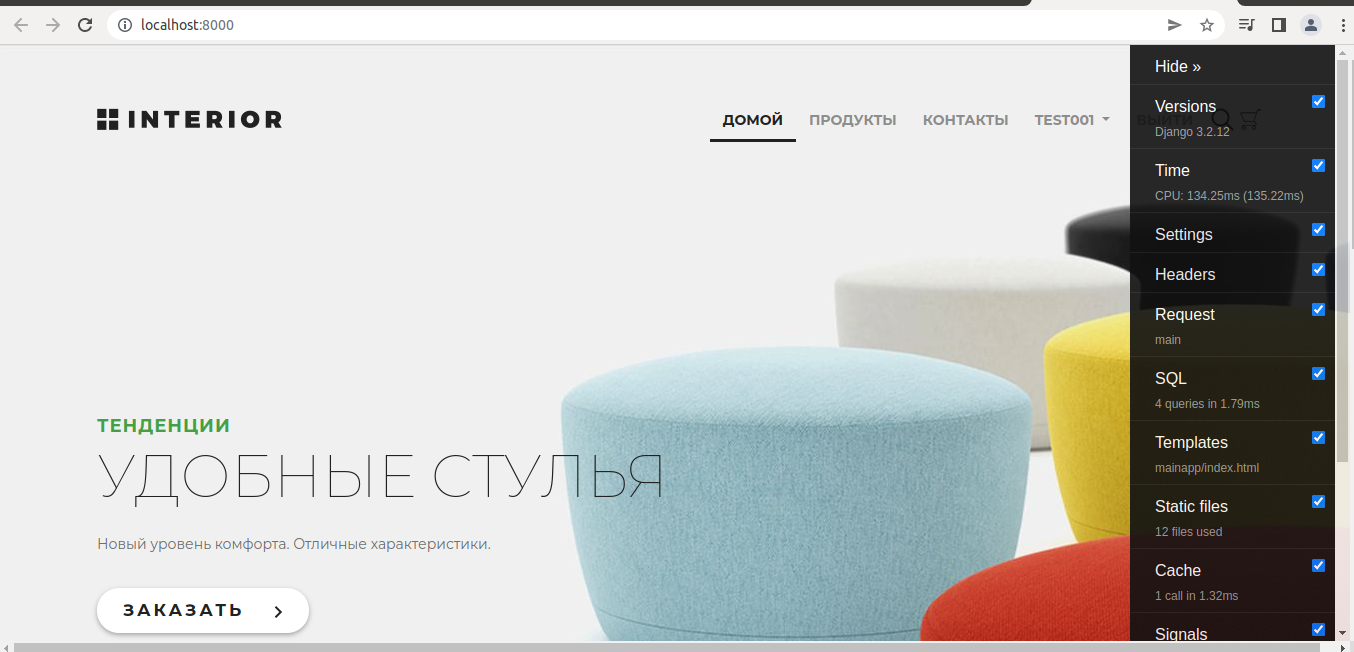 localhost:8000
INTERIOR
ДОМОЙ ПРОДУКТЫ КОНТАКТЫ TEST001 ВЫЙТИ
ТЕНДЕНЦИИ
УДОБНЫЕ СТУЛЬЯ
Новый уровень комфорта. Отличные характеристики.
ЗАКАЗАТЬ
Hide »
Versions
Django 3.2.12
Time
CPU: 134.25ms (135.22ms)
Settings
Headers
Request
main
SQL
4 queries in 1.79ms
Templates
mainapp/index.html
Static files
12 files used
Cache
1 call in 1.32ms
Signals